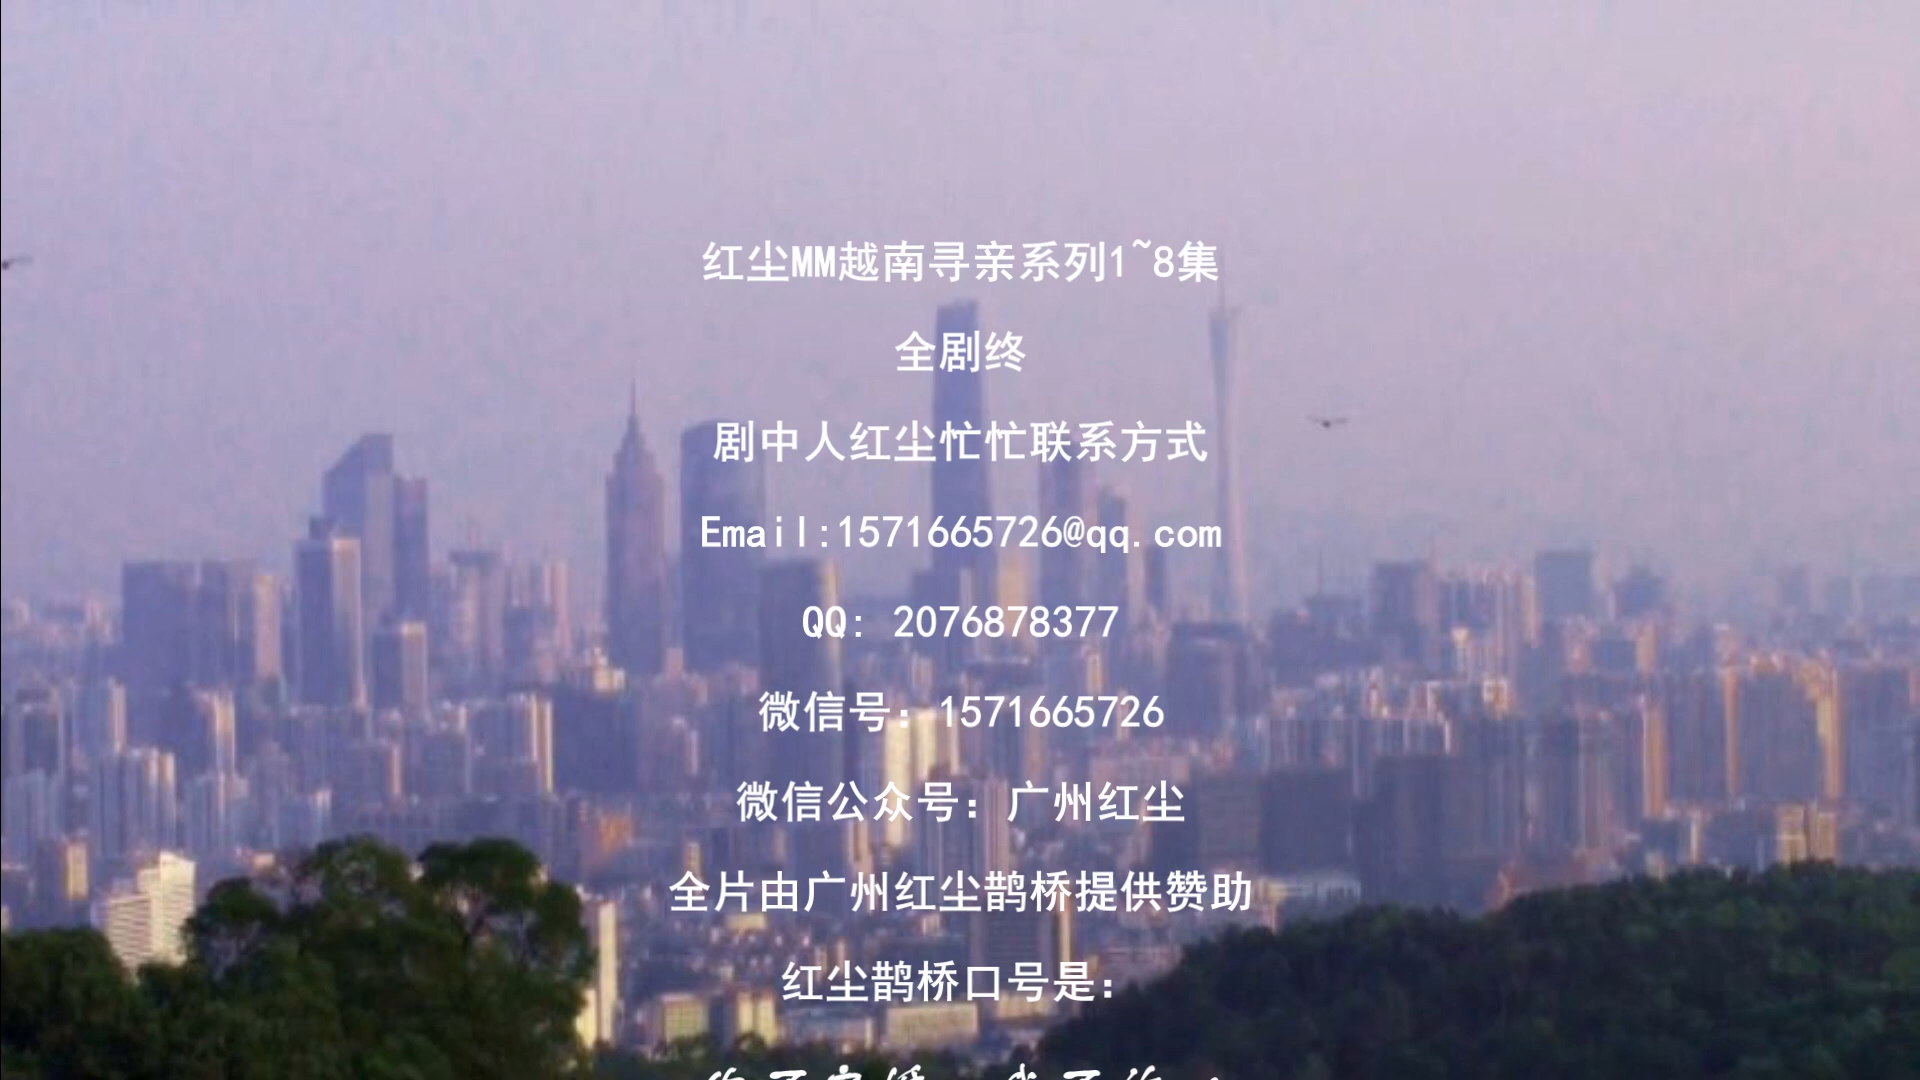 红尘MM越南寻亲系列1~8集
全剧终
剧中人红尘忙忙联系方式
Email:1571665726@qq.com
QQ: 2076878377
微信号：1571665726
微信公众号：广州红尘
全片由广州红尘鹊桥提供赞助
红尘鹊桥口号是：